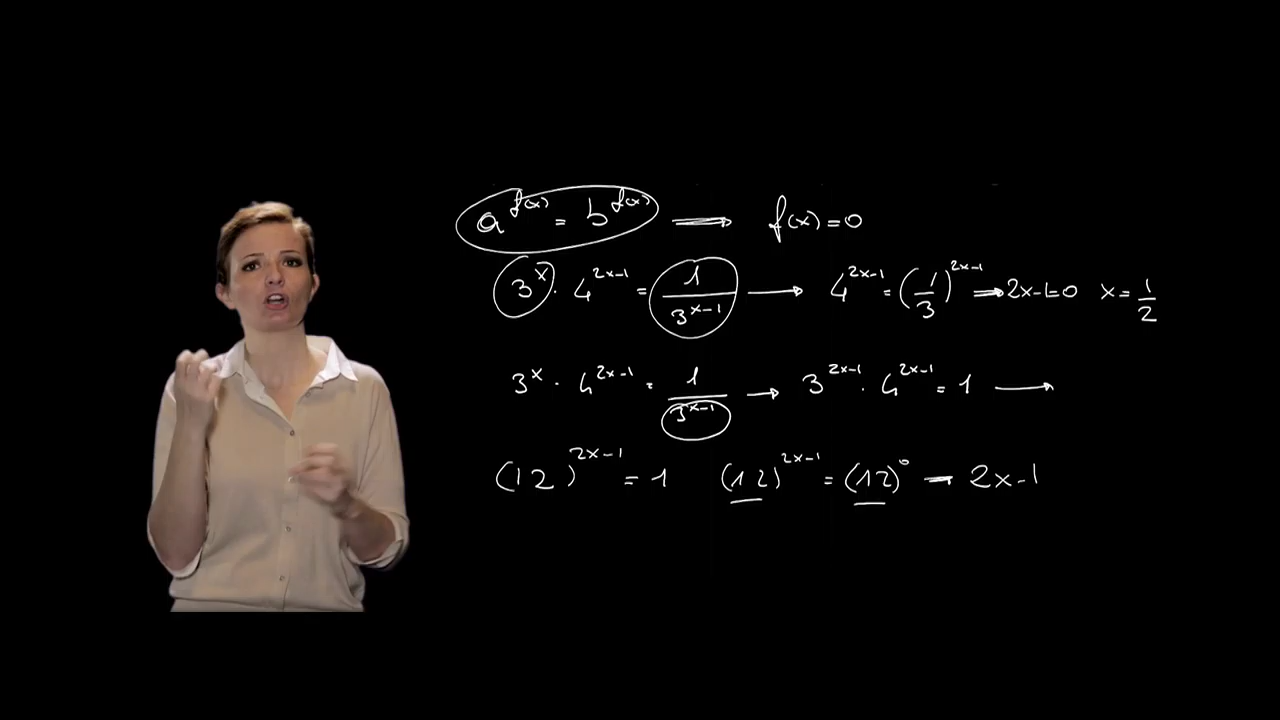 a^f(x) = b^f(x) ⟹ f(x)=0
3^x · 4^(2x-1) = 1/3^(x-1) → 4^(2x-1) = (1/3)^(2x-1) ⟹ 2x-1=0 x = 1/2
3^x · 4^(2x-1) = 1/3^(x-1) → 3^(2x-1) · 4^(2x-1) = 1 →
(12)^(2x-1) = 1 (12)^(2x-1) = (12)^0 → 2x-1